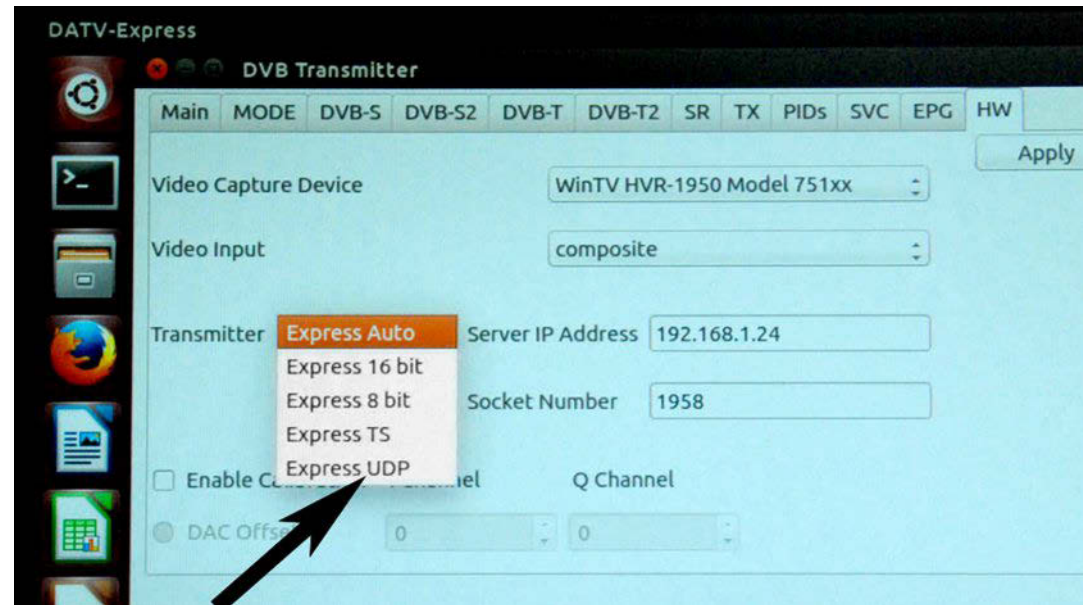 DATV-Express
DVB Transmitter
Main MODE DVB-S DVB-S2 DVB-T DVB-T2 SR TX PIDs SVC EPG HW
Apply
Video Capture Device WinTV HVR-1950 Model 751xx
Video Input composite
Transmitter Express Auto Server IP Address 192.168.1.24
Express 16 bit
Express 8 bit Socket Number 1958
Express TS
Express UDP
Enable Q Channel
DAC 0 0